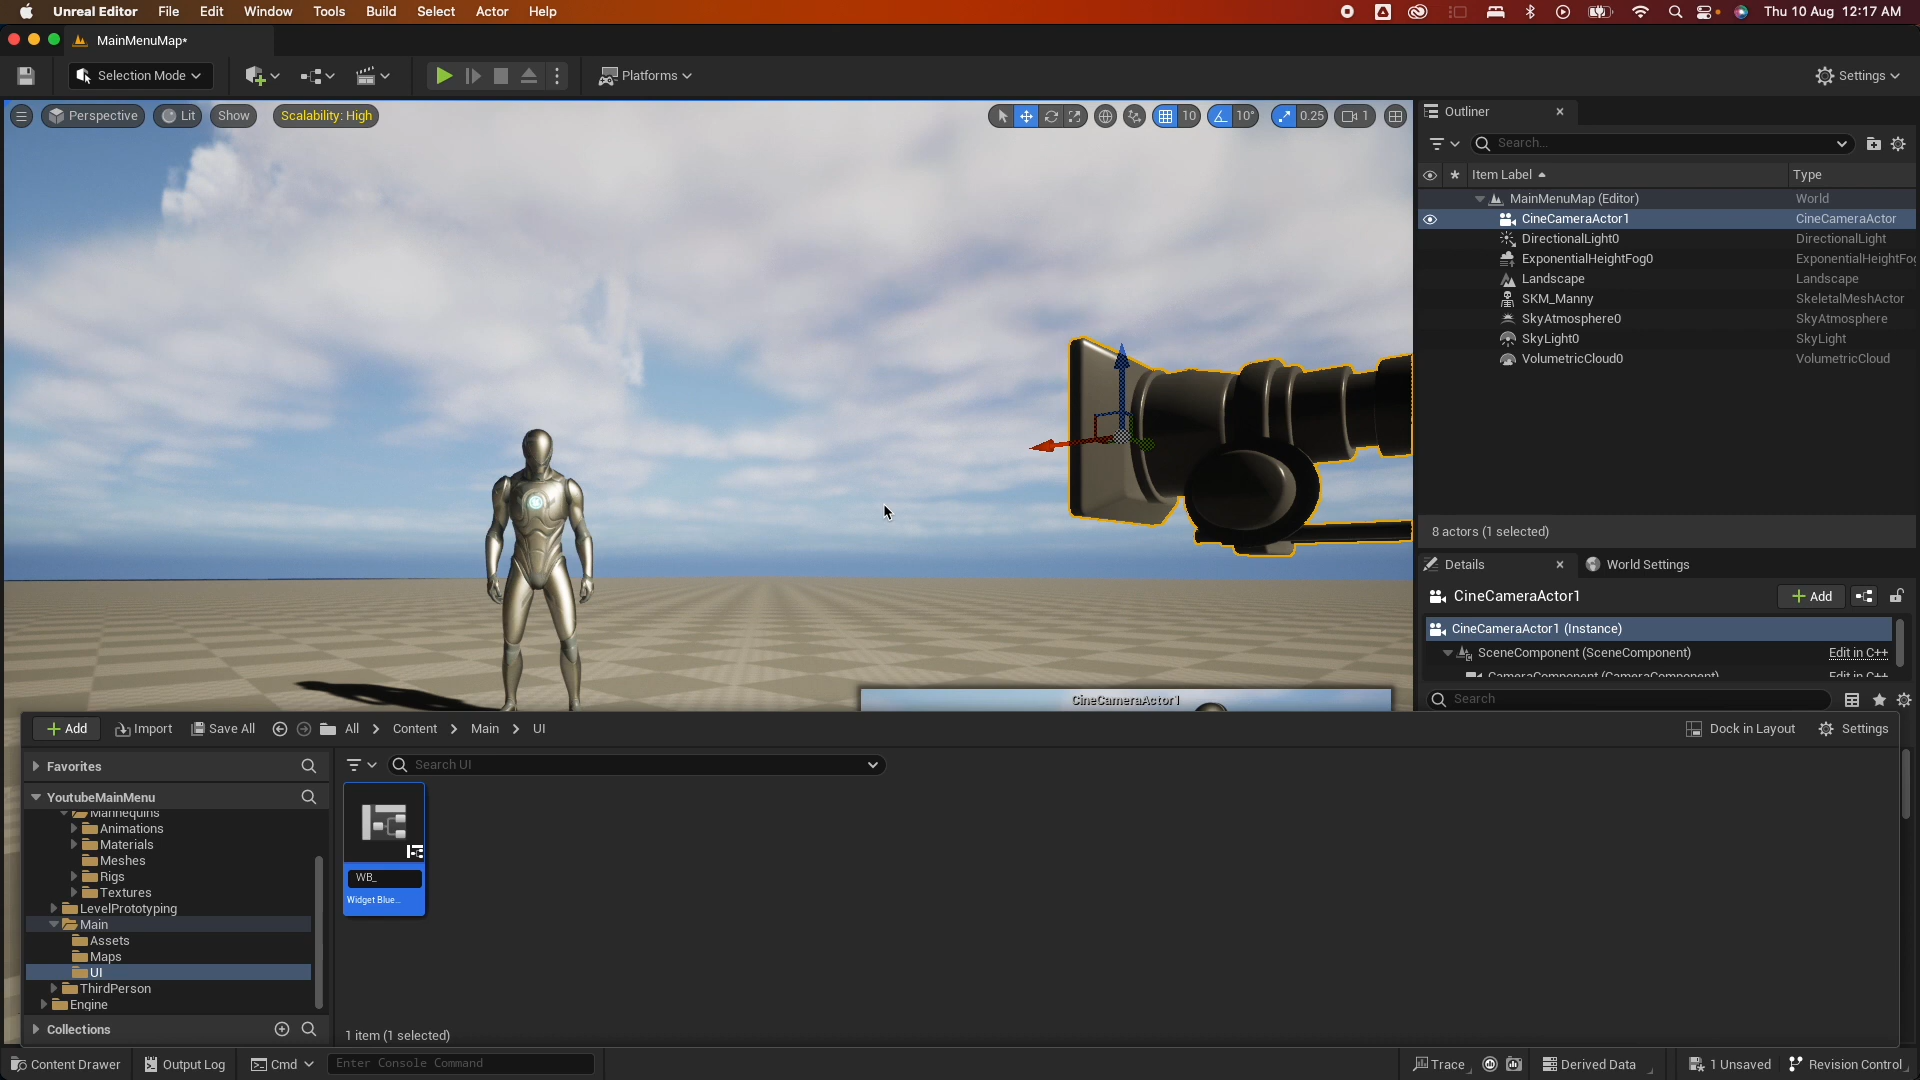 Unreal Editor File Edit Window Tools Build Select Actor Help Thu 10 Aug 12:17 AM
MainMenuMap*
Selection Mode Platforms Settings
Perspective Lit Show Scalability: High 10 10° 0.25 1
Outliner
Search...
Item Label Type
MainMenuMap (Editor) World
CineCameraActor1 CineCameraActor
DirectionalLight0 DirectionalLight
ExponentialHeightFog0 ExponentialHeightFog
Landscape Landscape
SKM_Manny SkeletalMeshActor
SkyAtmosphere0 SkyAtmosphere
SkyLight0 SkyLight
VolumetricCloud0 VolumetricCloud
8 actors (1 selected)
Details World Settings
CineCameraActor1 Add
CineCameraActor1 (Instance)
SceneComponent (SceneComponent) Edit in C++
CameraComponent (CameraComponent) Edit in C++
Search
CineCameraActor1
Add Import Save All All Content Main UI Dock in Layout Settings
Favorites
Search UI
YoutubeMainMenu
Mannequins
Animations
Materials
Meshes
Rigs
Textures
LevelPrototyping
Main
Assets
Maps
UI
ThirdPerson
Engine
Collections
WB_
Widget Blue...
1 item (1 selected)
Content Drawer Output Log Cmd Enter Console Command Trace Derived Data 1 Unsaved Revision Control